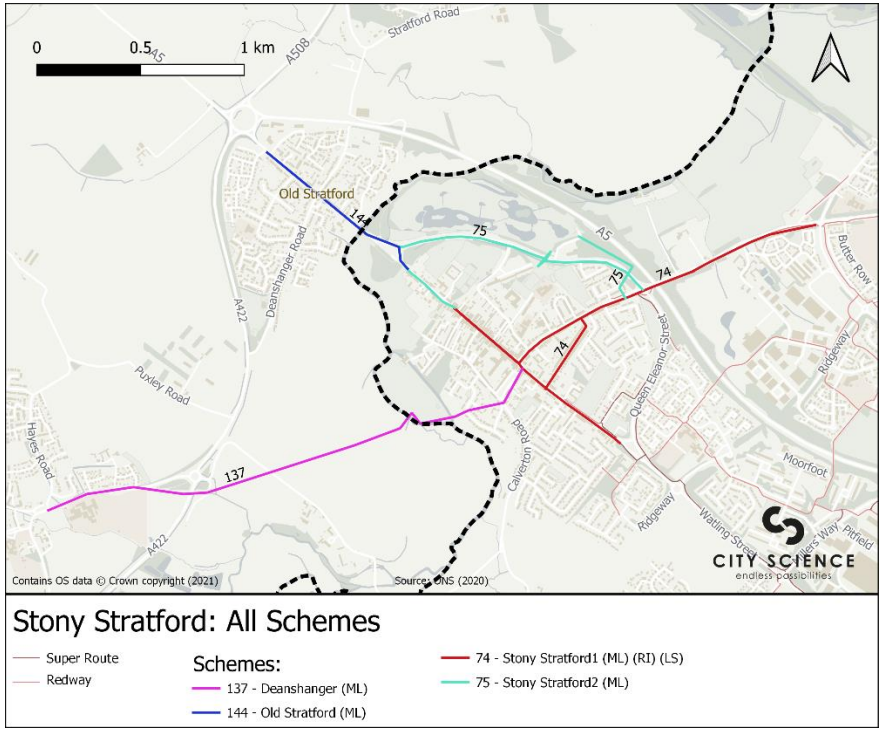 0 0.5 1 km
A5
A508
Stratford Road
Old Stratford
144
75
A5
74
75
Butter Row
Deanshanger Road
A422
Ridgeway
Queen Eleanor Street
74
Puxley Road
Hayes Road
137
Calverton Road
Moorfoot
Ridgeway
Watling Street
Pitfield
A422
Way
CITY SCIENCE
endless possibilities
Contains OS data © Crown copyright (2021)
Source: ONS (2020)
Stony Stratford: All Schemes
Super Route
Redway
Schemes:
137 - Deanshanger (ML)
144 - Old Stratford (ML)
74 - Stony Stratford1 (ML) (RI) (LS)
75 - Stony Stratford2 (ML)